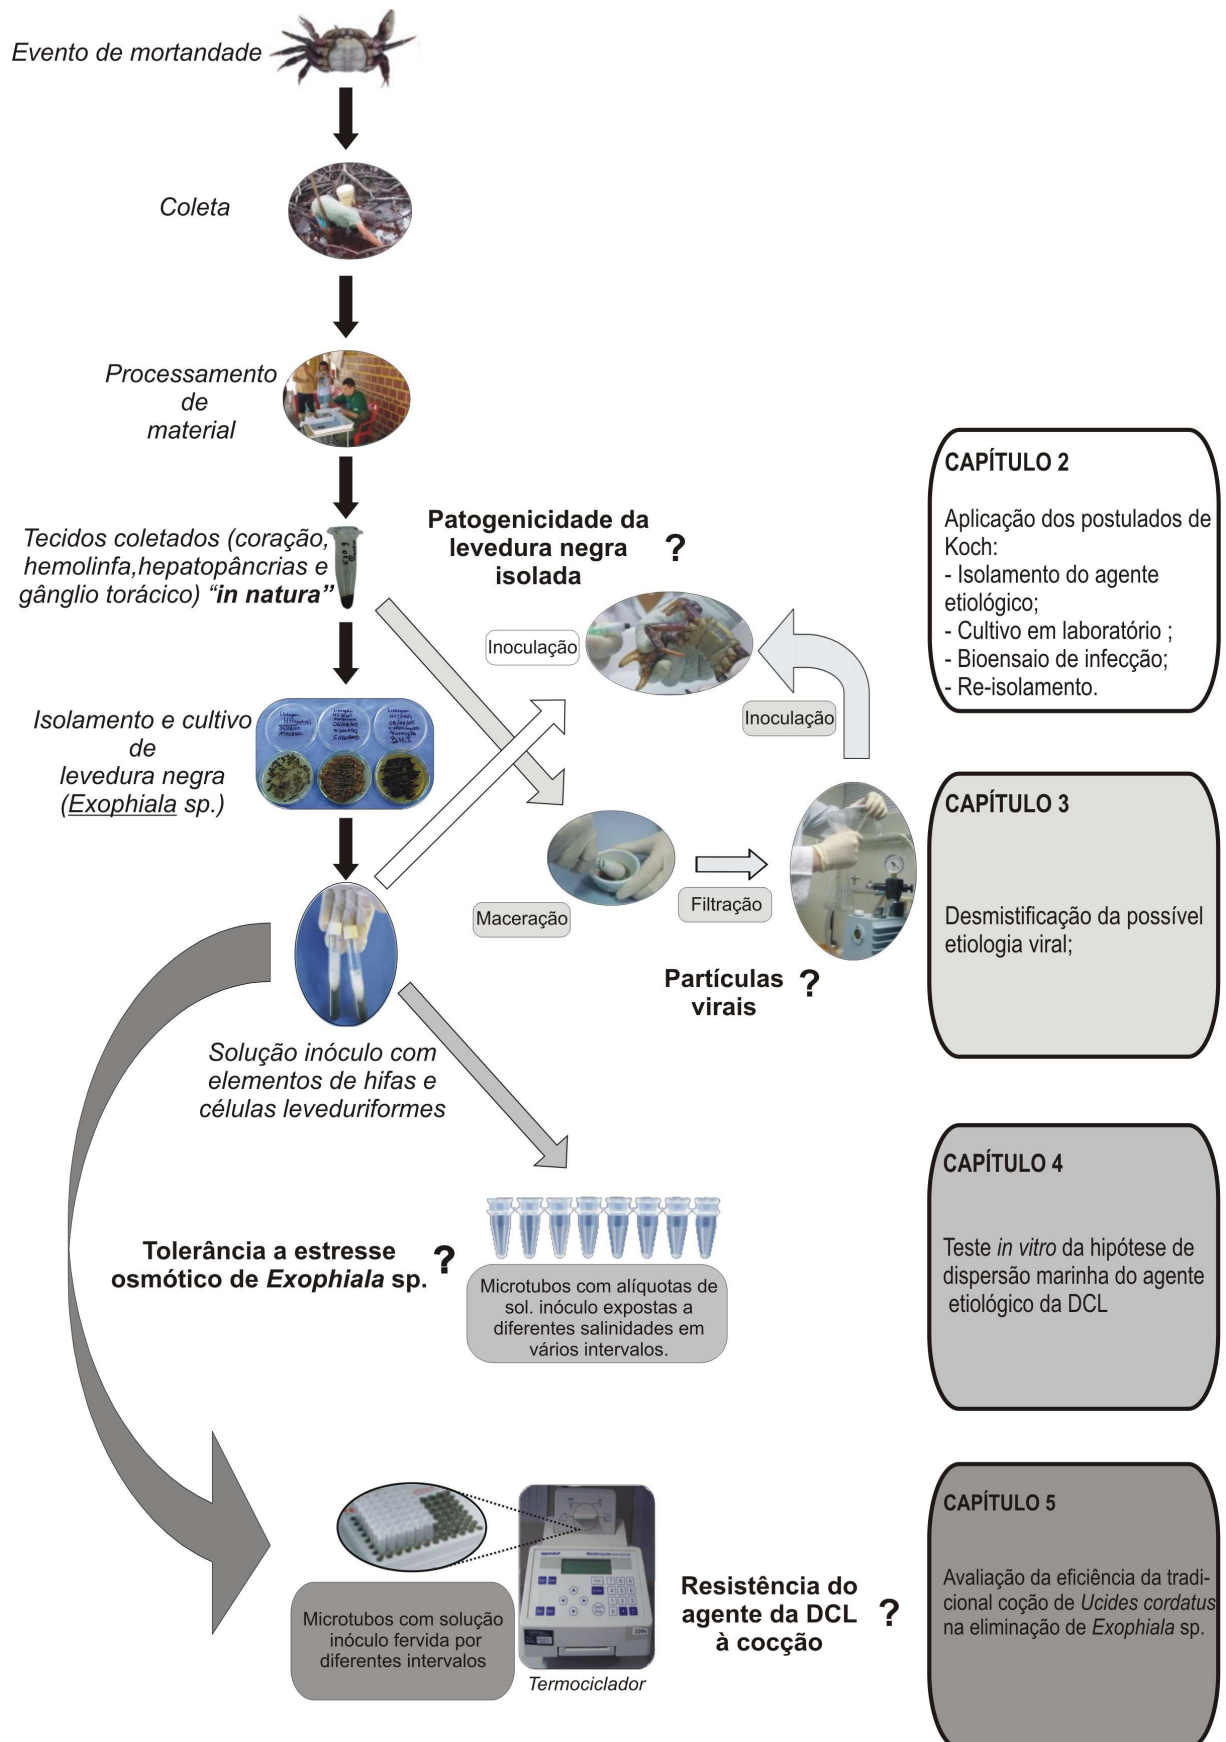 Evento de mortandade
Coleta
Processamento
de
material
Tecidos coletados (coração,
hemolinfa,hepatopâncrias e
gânglio torácico) “in natura”
Patogenicidade da
levedura negra
isolada
?
Inoculação
Inoculação
Isolamento e cultivo
de
levedura negra
(Exophiala sp.)
Maceração
Filtração
Partículas
virais
?
Solução inóculo com
elementos de hifas e
células leveduriformes
Tolerância a estresse
osmótico de Exophiala sp.
?
Microtubos com alíquotas de
sol. inóculo expostas a
diferentes salinidades em
vários intervalos.
Microtubos com solução
inóculo fervida por
diferentes intervalos
Termociclador
Resistência do
agente da DCL
à cocção
?
CAPÍTULO 2
Aplicação dos postulados de
Koch:
- Isolamento do agente
etiológico;
- Cultivo em laboratório ;
- Bioensaio de infecção;
- Re-isolamento.
CAPÍTULO 3
Desmistificação da possível
etiologia viral;
CAPÍTULO 4
Teste in vitro da hipótese de
dispersão marinha do agente
etiológico da DCL
CAPÍTULO 5
Avaliação da eficiência da tradi-
cional coção de Ucides cordatus
na eliminação de Exophiala sp.